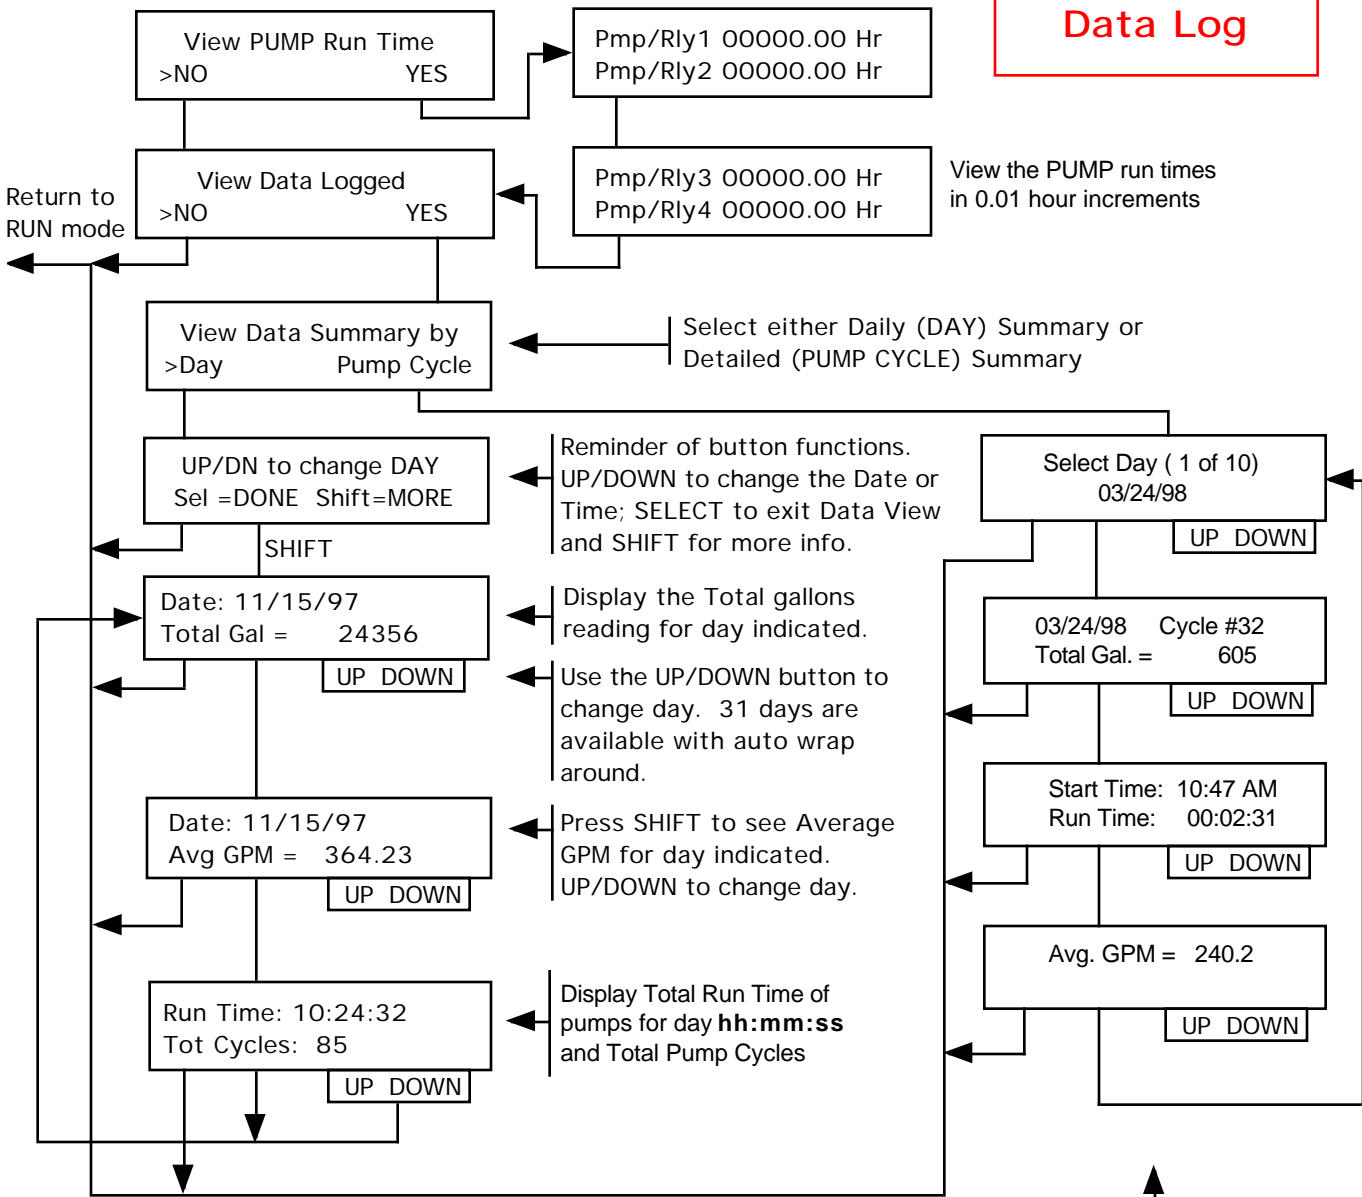 Data Log
View PUMP Run Time
>NO YES
Pmp/Rly1 00000.00 Hr
Pmp/Rly2 00000.00 Hr
View Data Logged
>NO YES
Pmp/Rly3 00000.00 Hr
Pmp/Rly4 00000.00 Hr
View the PUMP run times
in 0.01 hour increments
Return to
RUN mode
View Data Summary by
>Day Pump Cycle
Select either Daily (DAY) Summary or
Detailed (PUMP CYCLE) Summary
UP/DN to change DAY
Sel =DONE Shift=MORE
SHIFT
Reminder of button functions.
UP/DOWN to change the Date or
Time; SELECT to exit Data View
and SHIFT for more info.
Date: 11/15/97
Total Gal = 24356
UP DOWN
Display the Total gallons
reading for day indicated.
Use the UP/DOWN button to
change day. 31 days are
available with auto wrap
around.
Date: 11/15/97
Avg GPM = 364.23
UP DOWN
Press SHIFT to see Average
GPM for day indicated.
UP/DOWN to change day.
Run Time: 10:24:32
Tot Cycles: 85
UP DOWN
Display Total Run Time of
pumps for day hh:mm:ss
and Total Pump Cycles
Select Day ( 1 of 10)
03/24/98
UP DOWN
03/24/98 Cycle #32
Total Gal. = 605
UP DOWN
Start Time: 10:47 AM
Run Time: 00:02:31
UP DOWN
Avg. GPM = 240.2
UP DOWN